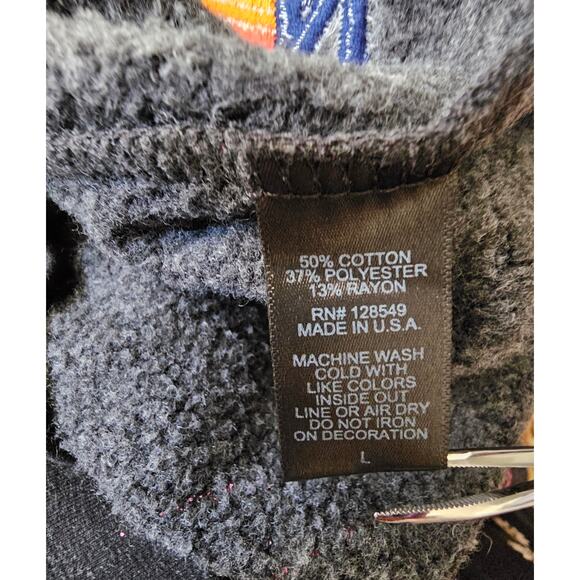 50% COTTON
37% POLYESTER
13% RAYON
RN# 128549
MADE IN U.S.A.
MACHINE WASH
COLD WITH
LIKE COLORS
INSIDE OUT
LINE OR AIR DRY
DO NOT IRON
ON DECORATION
L